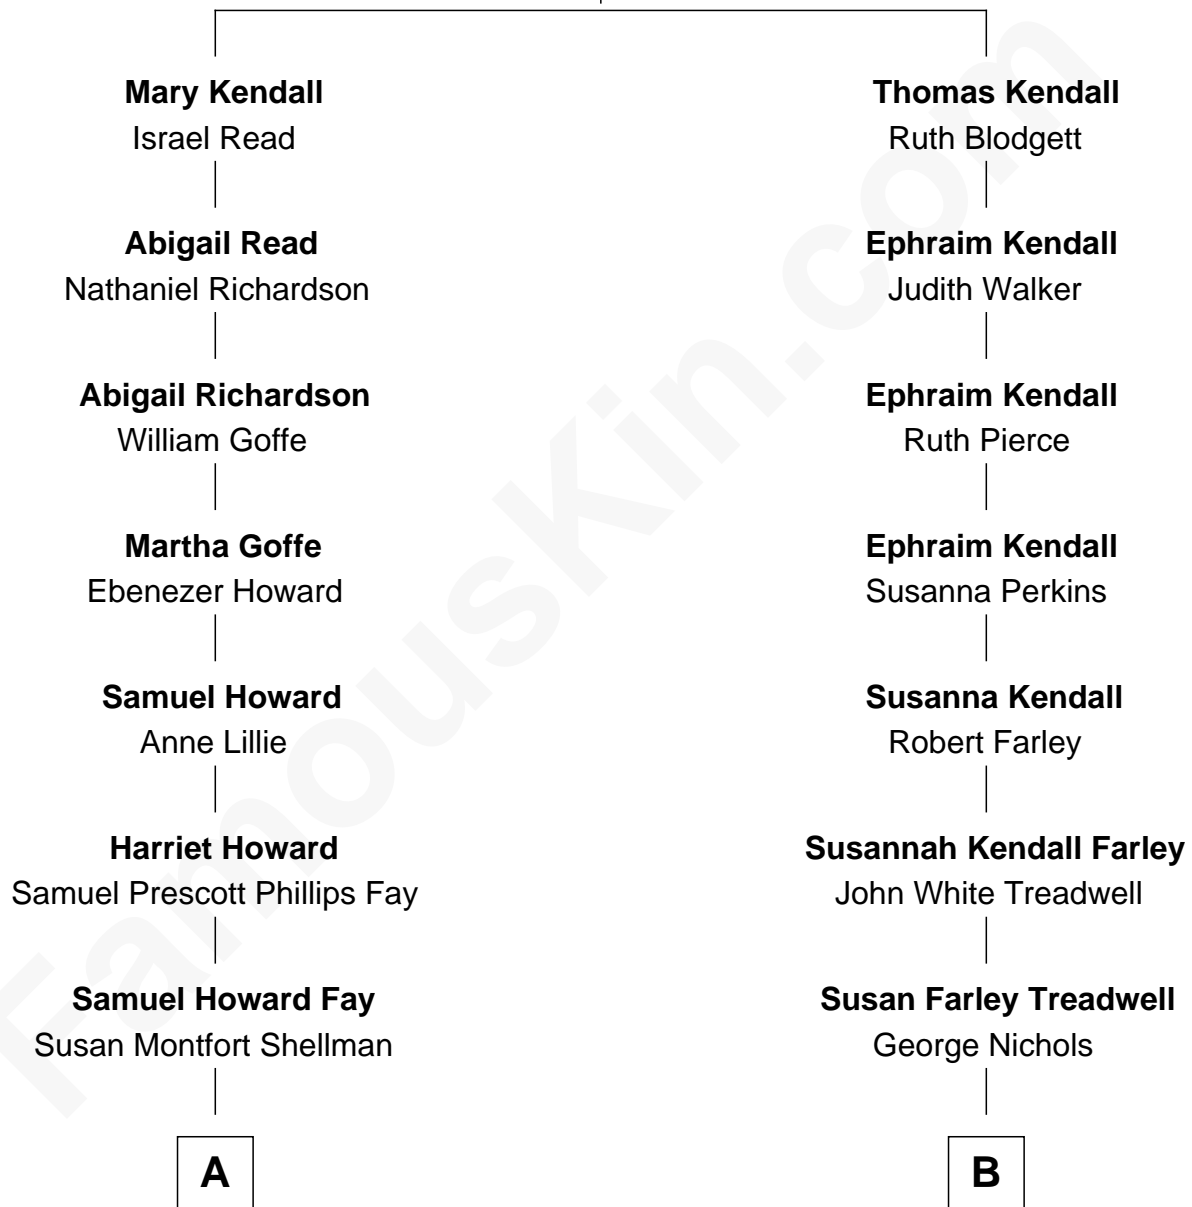 Mary Kendall
Israel Read
Abigail Read
Nathaniel Richardson
Abigail Richardson
William Goffe
Martha Goffe
Ebenezer Howard
Samuel Howard
Anne Lillie
Harriet Howard
Samuel Prescott Phillips Fay
Samuel Howard Fay
Susan Montfort Shellman
A
Thomas Kendall
Ruth Blodgett
Ephraim Kendall
Judith Walker
Ephraim Kendall
Ruth Pierce
Ephraim Kendall
Susanna Perkins
Susanna Kendall
Robert Farley
Susannah Kendall Farley
John White Treadwell
Susan Farley Treadwell
George Nichols
B
FamousKin.com